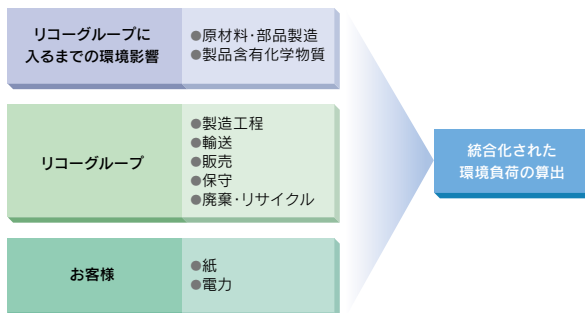 リコーグループに
入るまでの環境影響
●原材料・部品製造
●製品含有化学物質
リコーグループ
●製造工程
●輸送
●販売
●保守
●廃棄・リサイクル
お客様
●紙
●電力
統合化された
環境負荷の算出